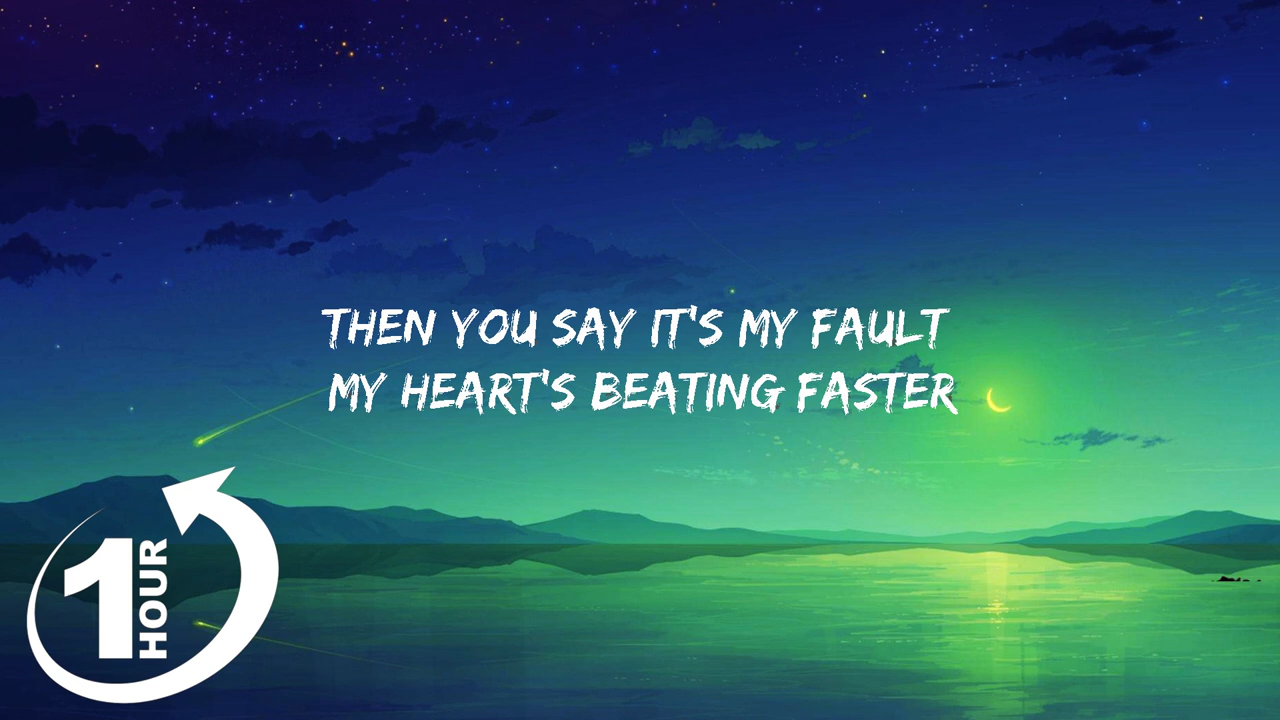 THEN YOU SAY IT'S MY FAULT
MY HEART'S BEATING FASTER
1 HOUR